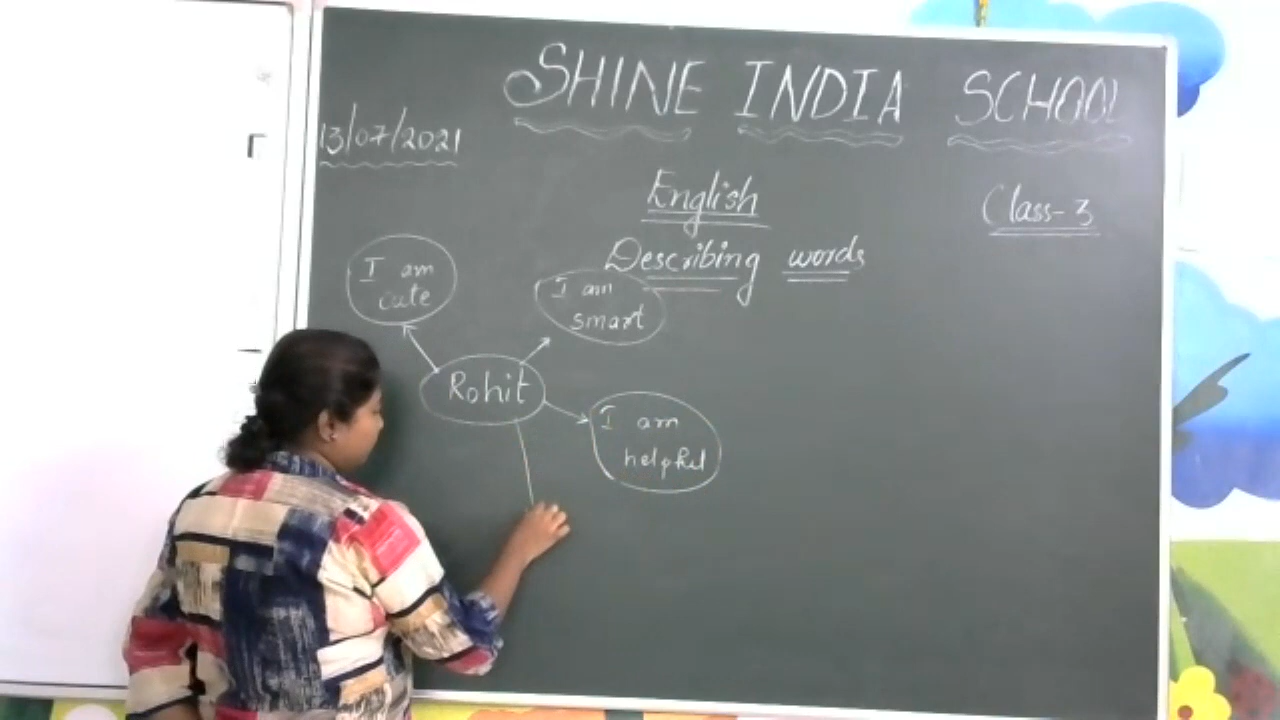 SHINE INDIA SCHOOL
13/07/2021
English
Class-3
Describing words
I am
cute
I am
smart
Rohit
I am
helpful